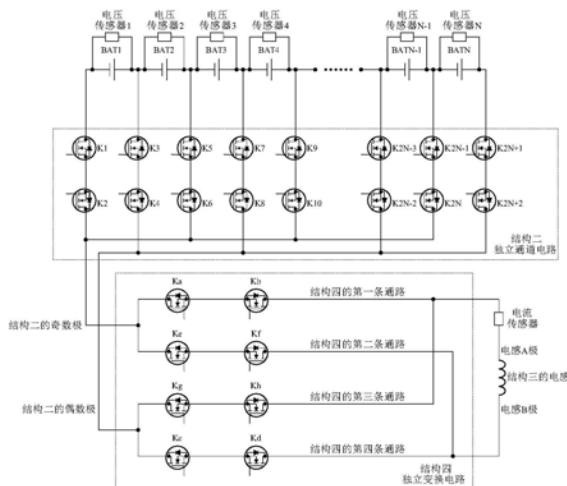 电压 电压 电压 电压 电压 电压
传感器1 传感器2 传感器3 传感器4 传感器N-1 传感器N
BAT1 BAT2 BAT3 BAT4 BATN-1 BATN
K1 K3 K5 K7 K9 K2N-3 K2N-1 K2N+1
K2 K4 K6 K8 K10 K2N-2 K2N K2N+2
结构二
独立通道电路
Ka Kb 结构四的第一条通路
电流
传感器
结构二的奇数极
Ke Kf 结构四的第二条通路
电感A极
结构三的电感
Kg Kh 结构四的第三条通路
电感B极
结构二的偶数极
Kc Kd 结构四的第四条通路
结构四
独立变换电路